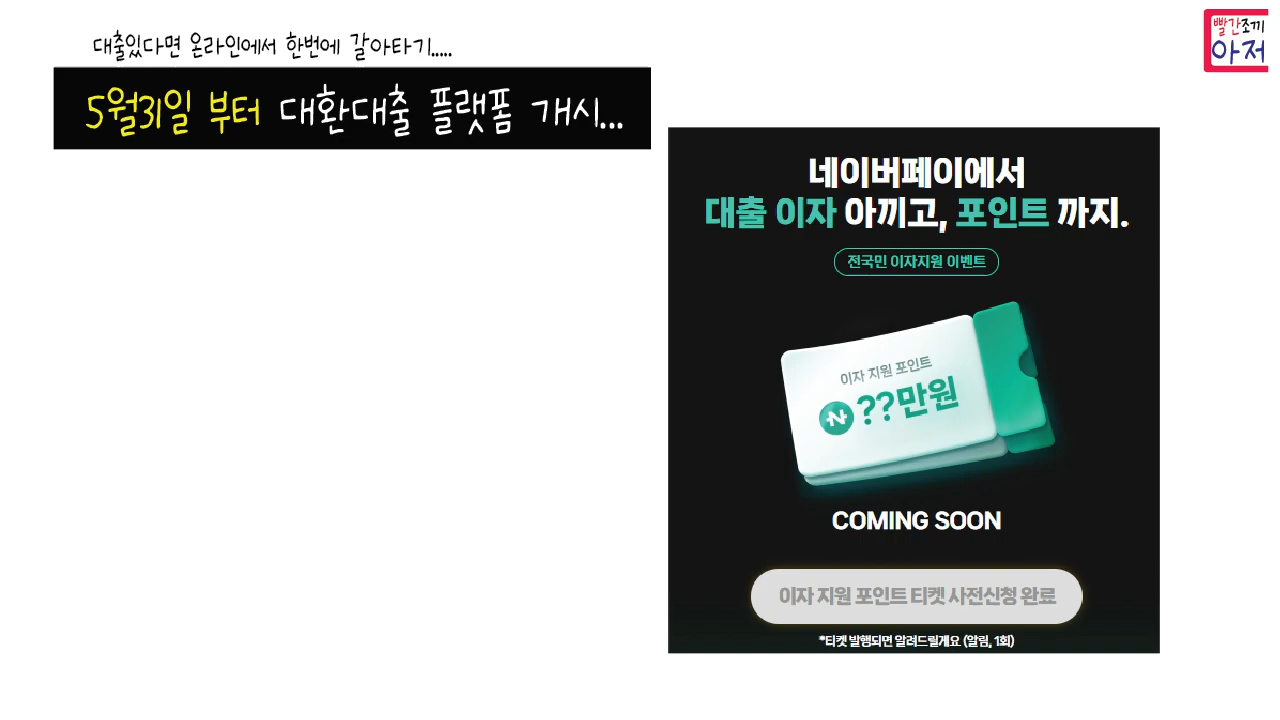 대출있다면 온라인에서 한번에 갈아타기.....
5월31일 부터 대환대출 플랫폼 개시...
빨간조끼
아저
네이버페이에서
대출 이자 아끼고, 포인트 까지.
전국민 이자지원 이벤트
이자 지원 포인트
N ??만원
COMING SOON
이자 지원 포인트 티켓 사전신청 완료
*티켓 발행되면 알려드릴게요 (알림, 1회)